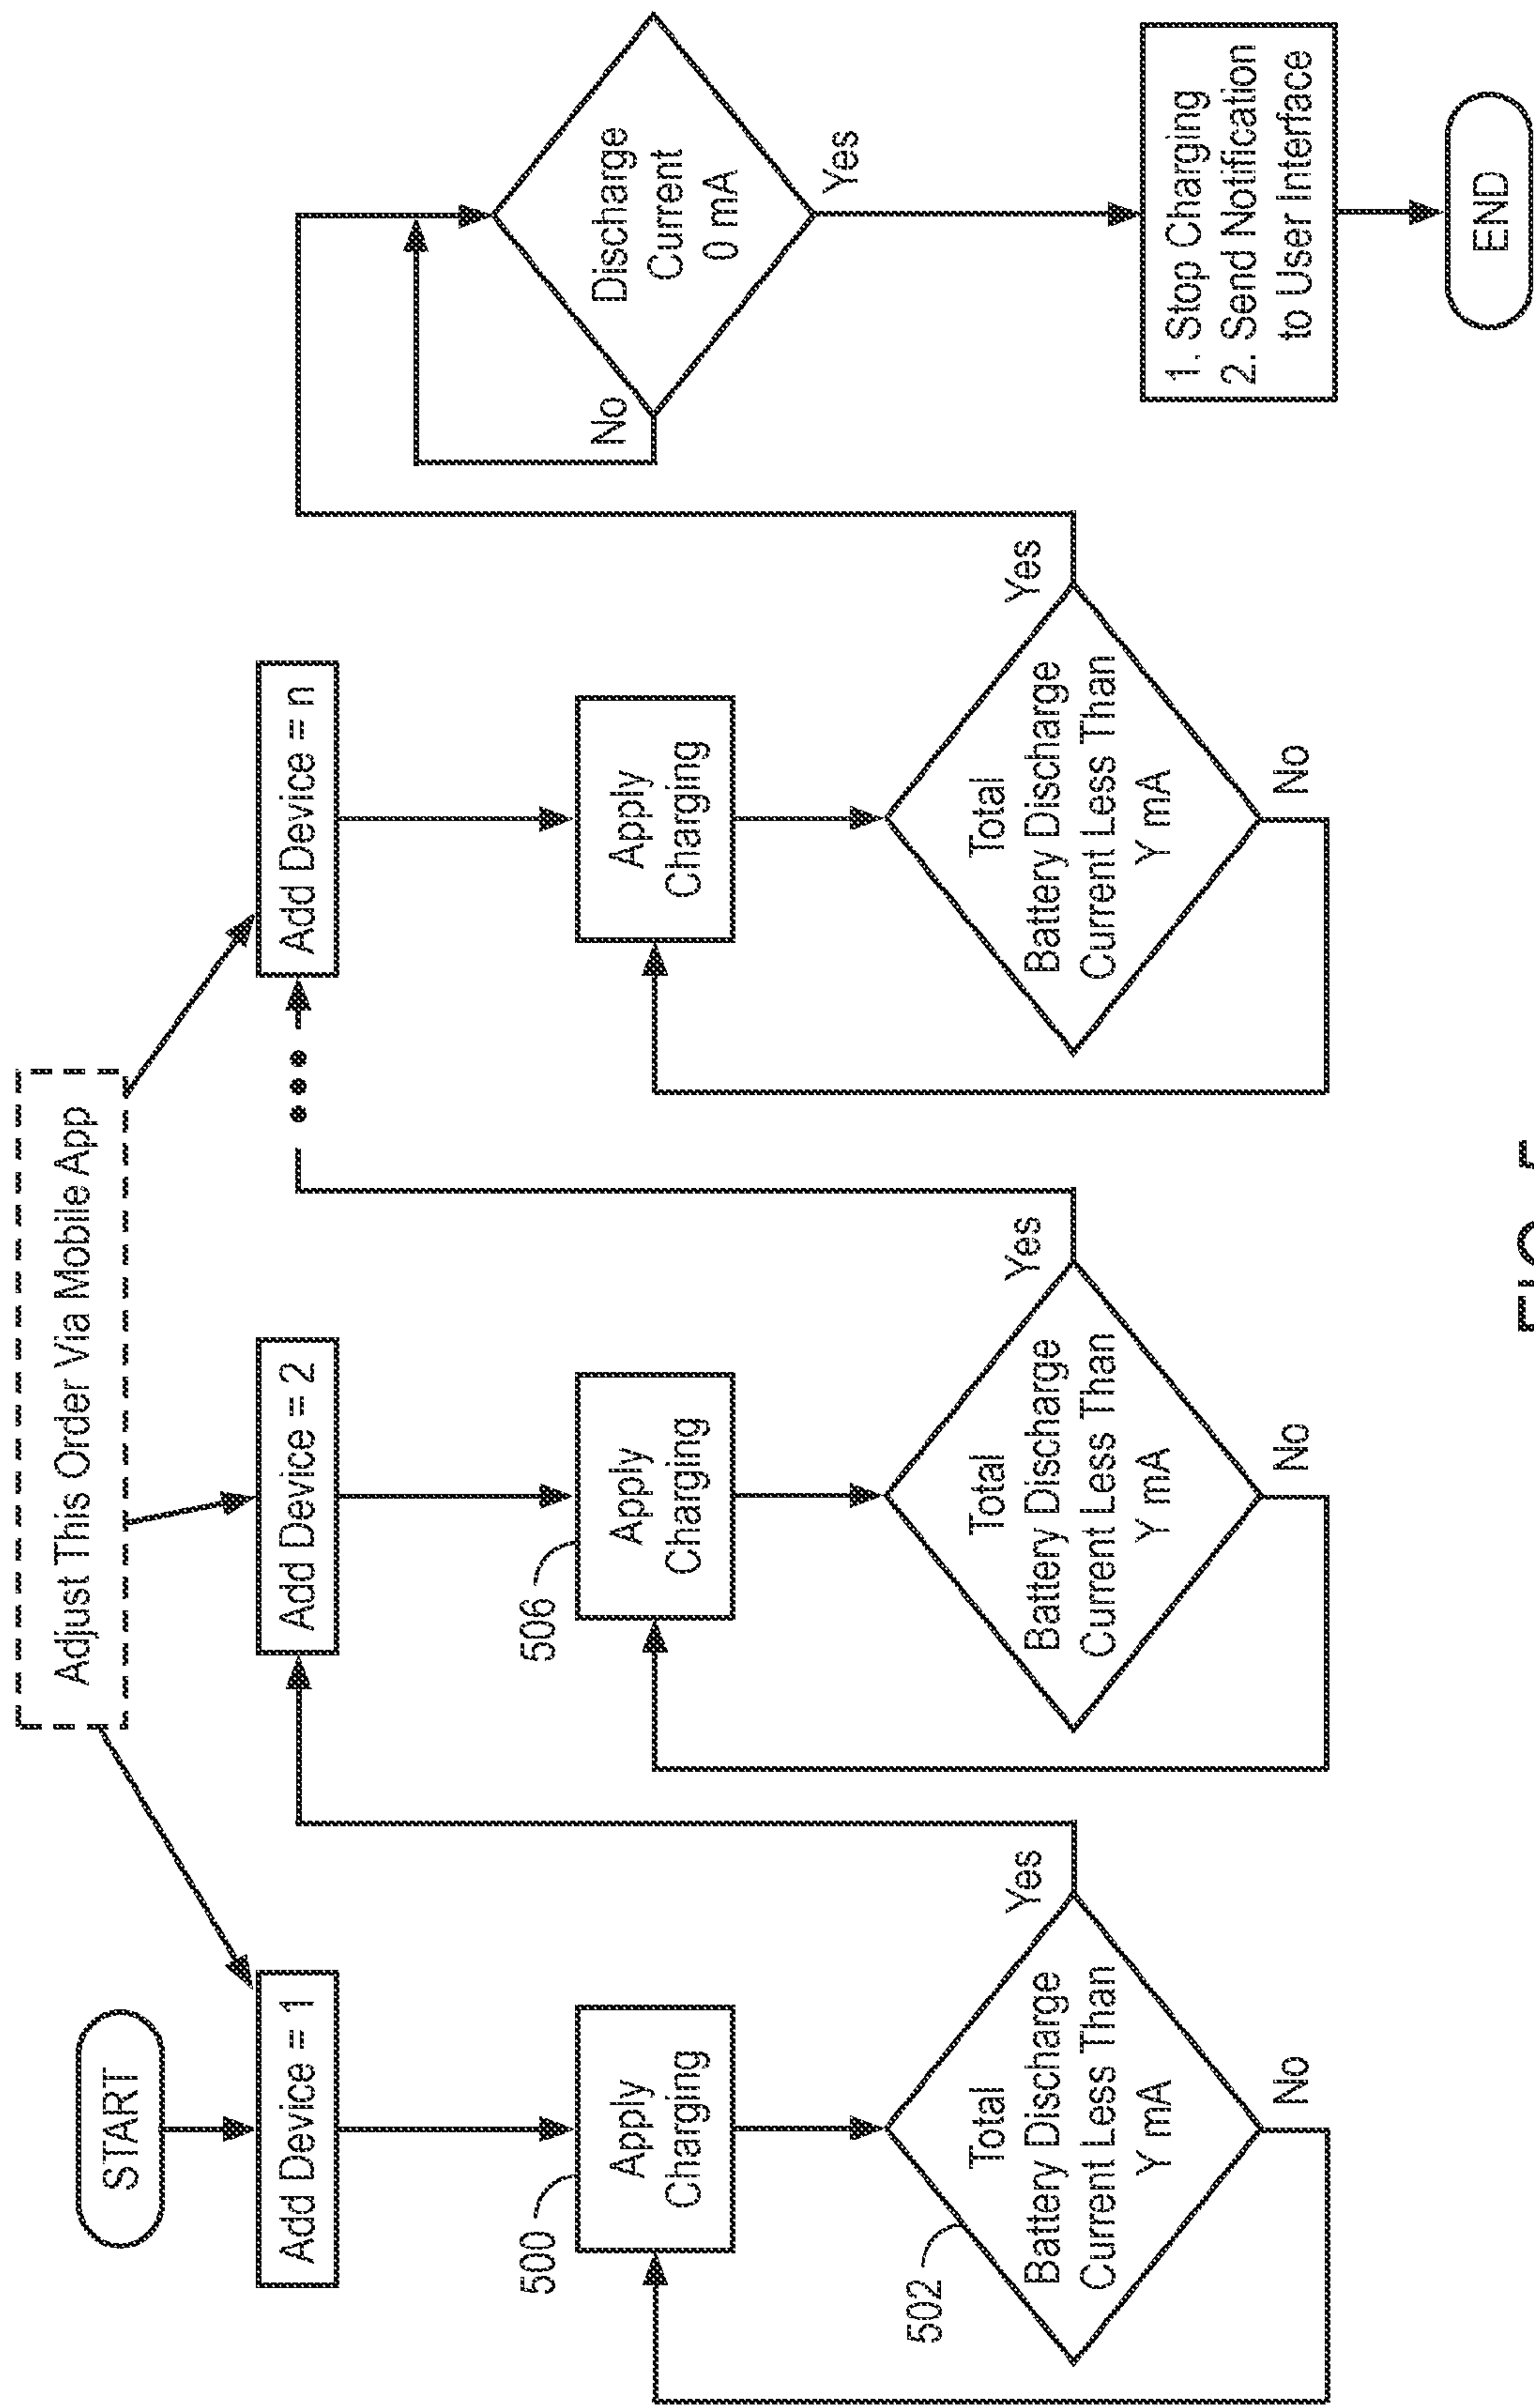 Adjust This Order Via Mobile App
START
Add Device = 1
500
Apply
Charging
502
Total
Battery Discharge
Current Less Than
Y mA
Yes
No
Add Device = 2
506
Apply
Charging
Total
Battery Discharge
Current Less Than
Y mA
Yes
No
Add Device = n
Apply
Charging
Total
Battery Discharge
Current Less Than
Y mA
Yes
No
Discharge
Current
0 mA
No
Yes
1. Stop Charging
2. Send Notification
to User Interface
END